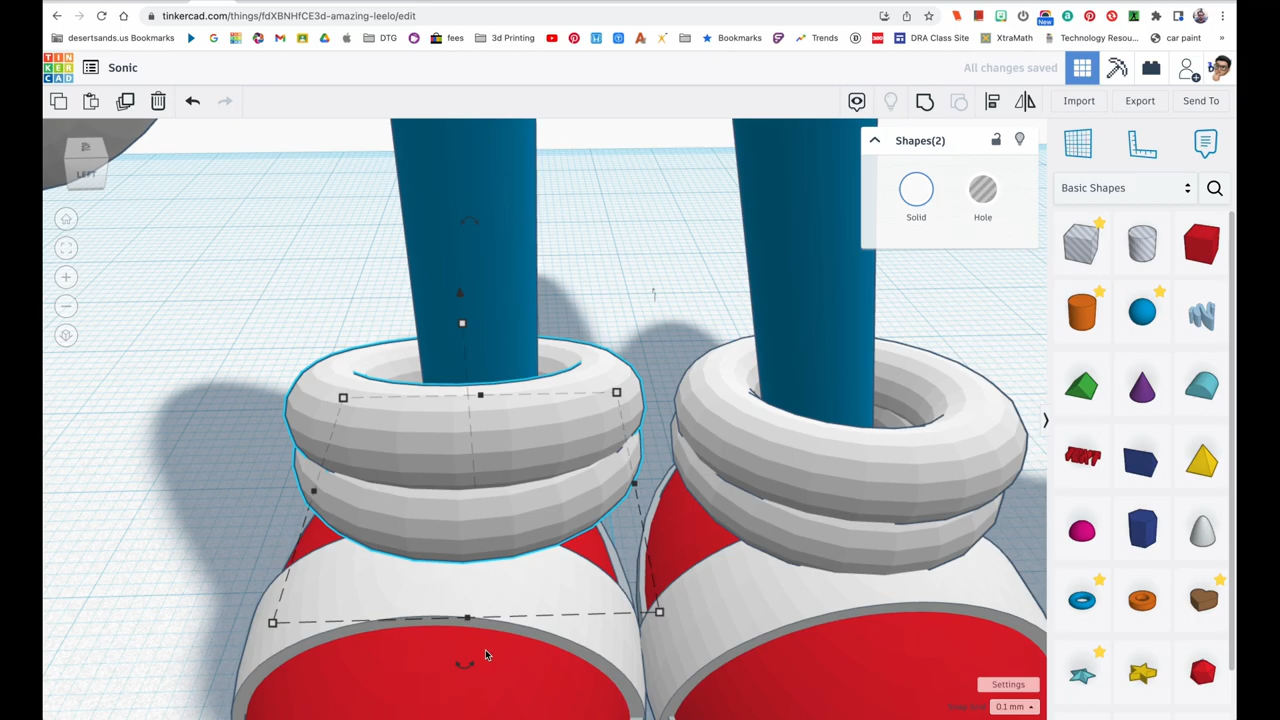 tinkercad.com/things/fdXBNHfCE3d-amazing-leelo/edit
New
desertsands.us Bookmarks
DTG
fees
3d Printing
Bookmarks
Trends
DRA Class Site
XtraMath
Technology Resou...
car paint
»
TIN
KER
CAD
Sonic
All changes saved
Import
Export
Send To
Shapes(2)
LEFT
Solid
Hole
Basic Shapes
TEXT
Settings
0.1 mm